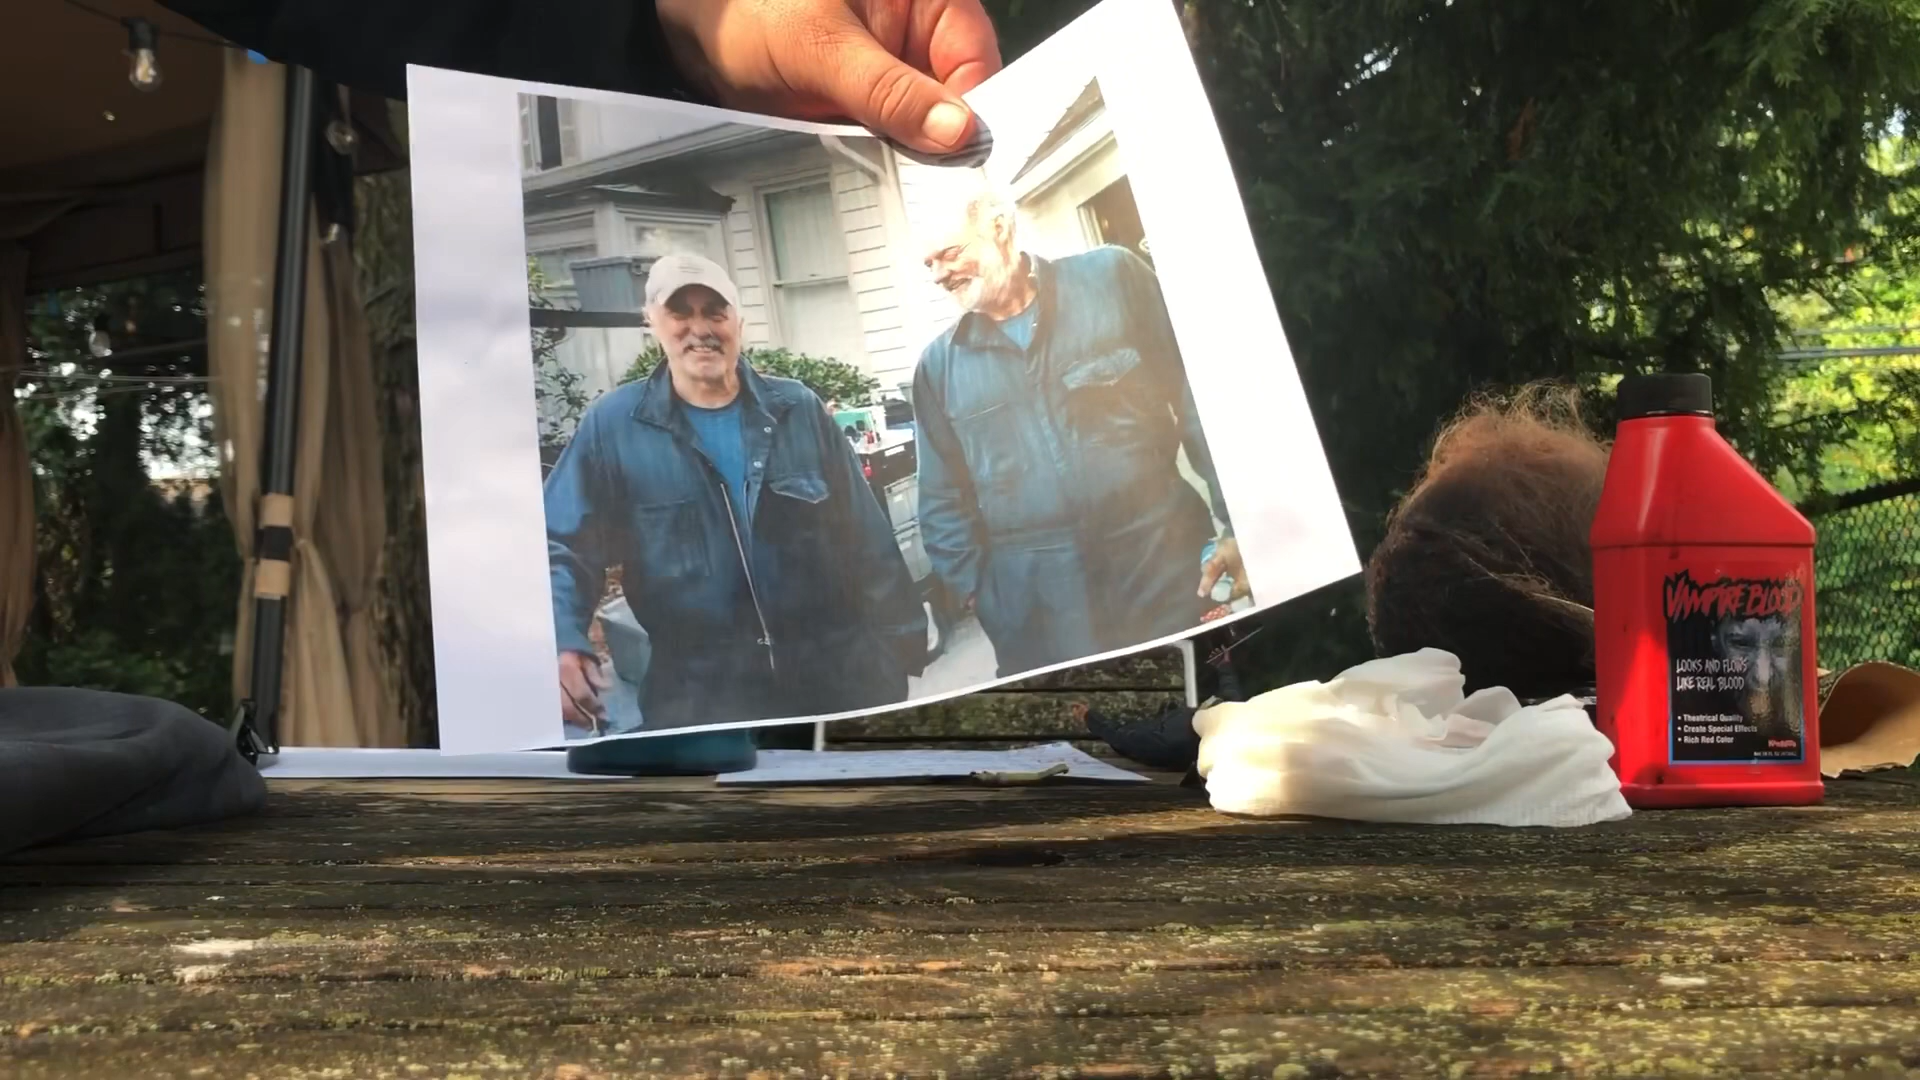 VAMPIRE BLOOD
LOOKS AND FLOWS
LIKE REAL BLOOD
• Theatrical Quality
• Create Special Effects
• Rich Red Color